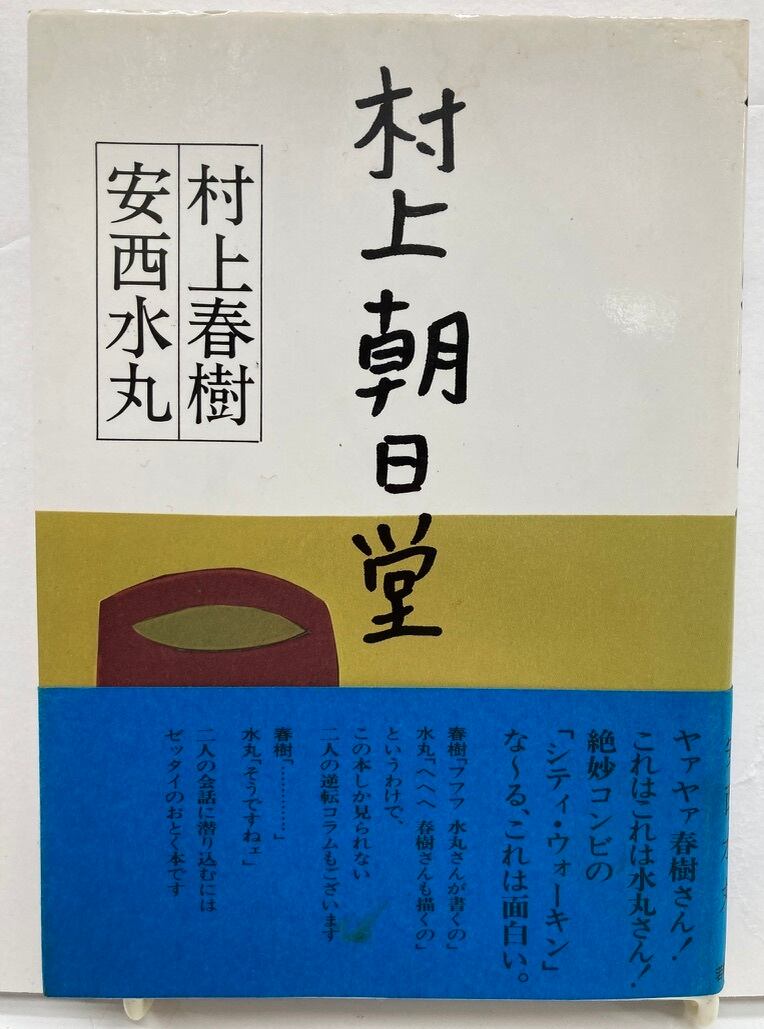 村上朝日堂
村上春樹
安西水丸
ヤァヤァ春樹さん!
これはこれは水丸さん!
絶妙コンビの
「シティ・ウォーキン」
な〜る、これは面白い。
春樹「フフフ 水丸さんが書くの」
水丸「へへへ 春樹さんも描くの」
というわけで、
この本しか見られない
二人の逆転コラムもございます
春樹「…………」
水丸「そうですねェ」
二人の会話に潜り込むには
ゼッタイのおとく本です